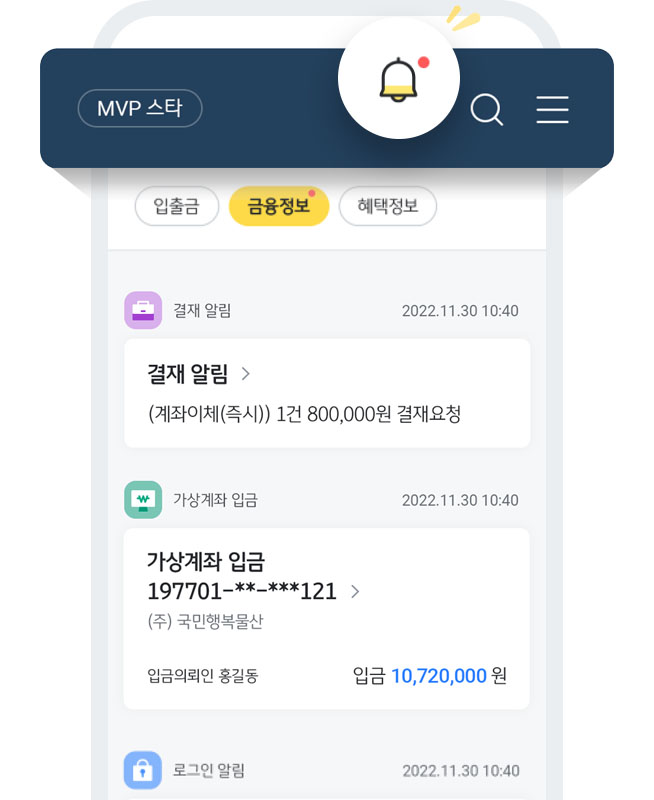 MVP 스타
입출금 금융정보 혜택정보
결재 알림 2022.11.30 10:40
결재 알림
(계좌이체(즉시)) 1건 800,000원 결재요청
가상계좌 입금 2022.11.30 10:40
가상계좌 입금
197701-**-***121
(주) 국민행복물산
입금의뢰인 홍길동 입금 10,720,000 원
로그인 알림 2022.11.30 10:40